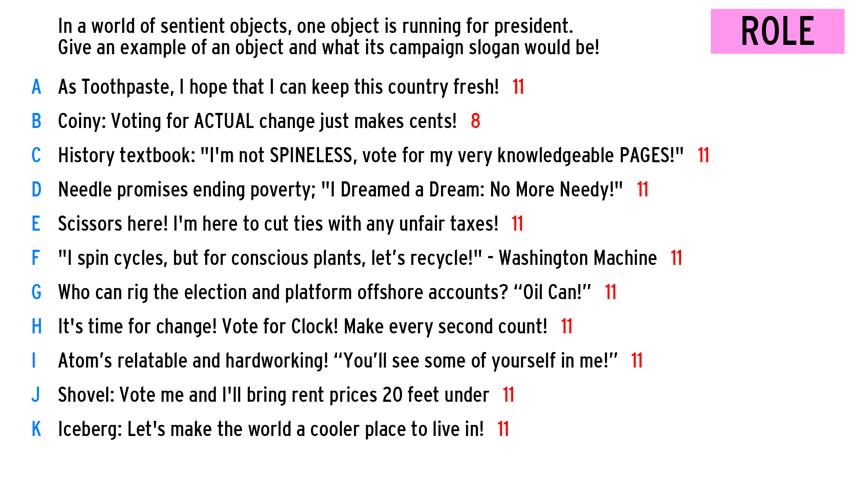 In a world of sentient objects, one object is running for president.
Give an example of an object and what its campaign slogan would be!
ROLE
A As Toothpaste, I hope that I can keep this country fresh! 11
B Coiny: Voting for ACTUAL change just makes cents! 8
C History textbook: "I'm not SPINELESS, vote for my very knowledgeable PAGES!" 11
D Needle promises ending poverty; "I Dreamed a Dream: No More Needy!" 11
E Scissors here! I'm here to cut ties with any unfair taxes! 11
F "I spin cycles, but for conscious plants, let’s recycle!" - Washington Machine 11
G Who can rig the election and platform offshore accounts? “Oil Can!” 11
H It's time for change! Vote for Clock! Make every second count! 11
I Atom’s relatable and hardworking! “You’ll see some of yourself in me!” 11
J Shovel: Vote me and I'll bring rent prices 20 feet under 11
K Iceberg: Let's make the world a cooler place to live in! 11